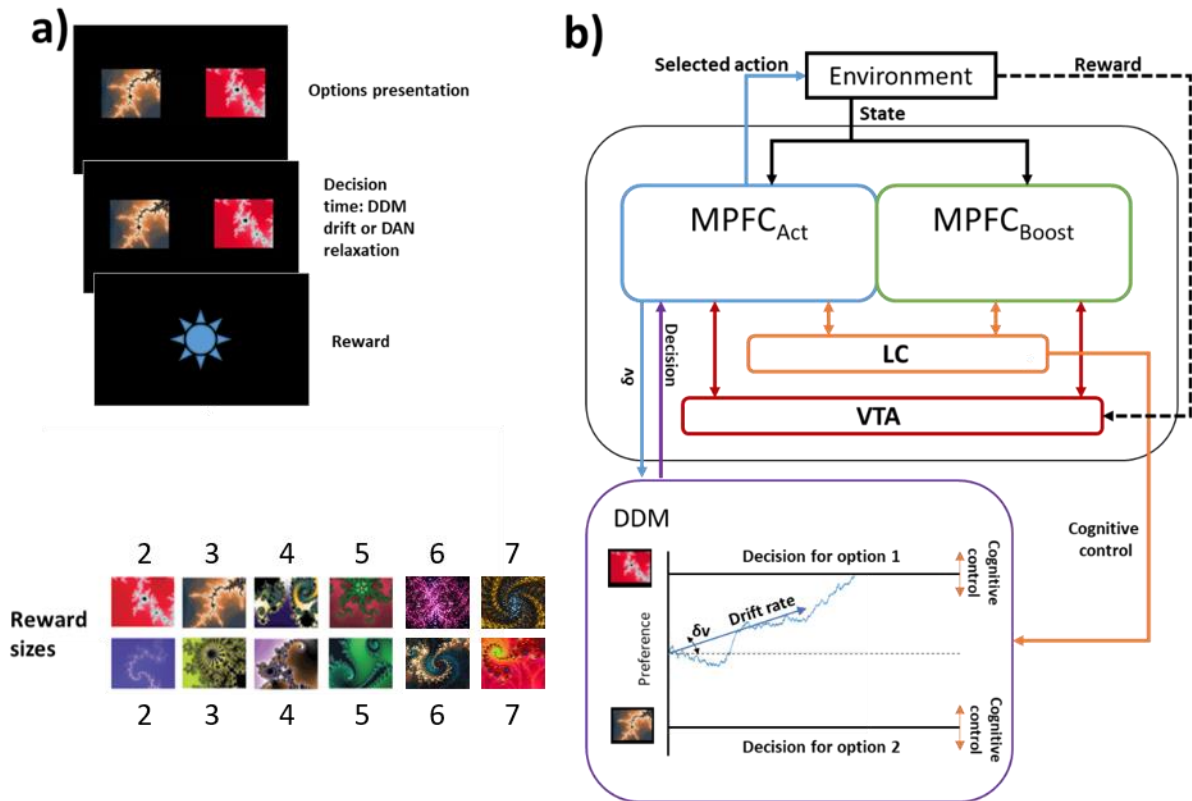 a)
Options presentation
Decision
time: DDM
drift or DAN
relaxation
Reward
2 3 4 5 6 7
Reward
sizes
2 3 4 5 6 7
b)
Selected action
Environment
Reward
State
MPFCAct
MPFCBoost
δv
Decision
LC
VTA
Cognitive
control
DDM
Decision for option 1
Cognitive
control
Preference
Drift rate
δv
Decision for option 2
Cognitive
control